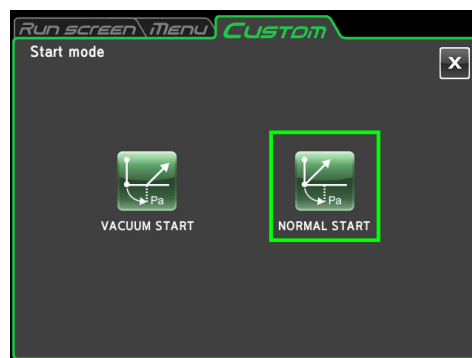 Run screen Menu Custom
Start mode
X
Pa Pa
VACUUM START NORMAL START